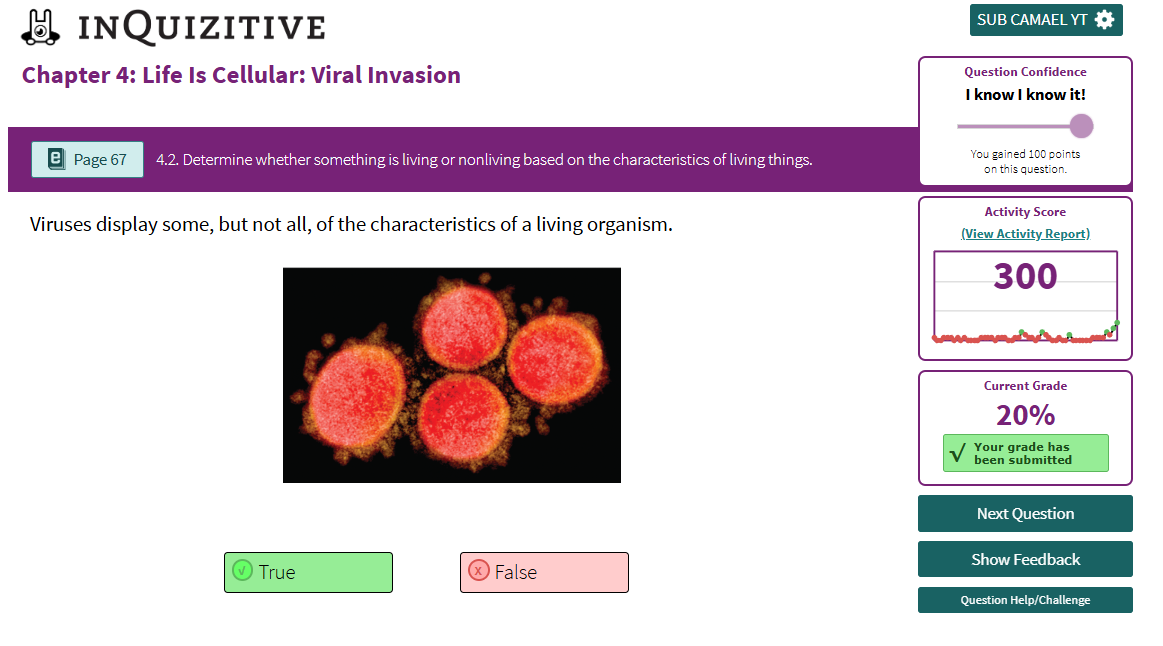 INQUIZITIVE
SUB CAMAEL YT
Chapter 4: Life Is Cellular: Viral Invasion
Question Confidence
I know I know it!
You gained 100 points
on this question.
Page 67
4.2. Determine whether something is living or nonliving based on the characteristics of living things.
Viruses display some, but not all, of the characteristics of a living organism.
Activity Score
(View Activity Report)
300
Current Grade
20%
√ Your grade has
been submitted
Next Question
Show Feedback
Question Help/Challenge
√ True
X False